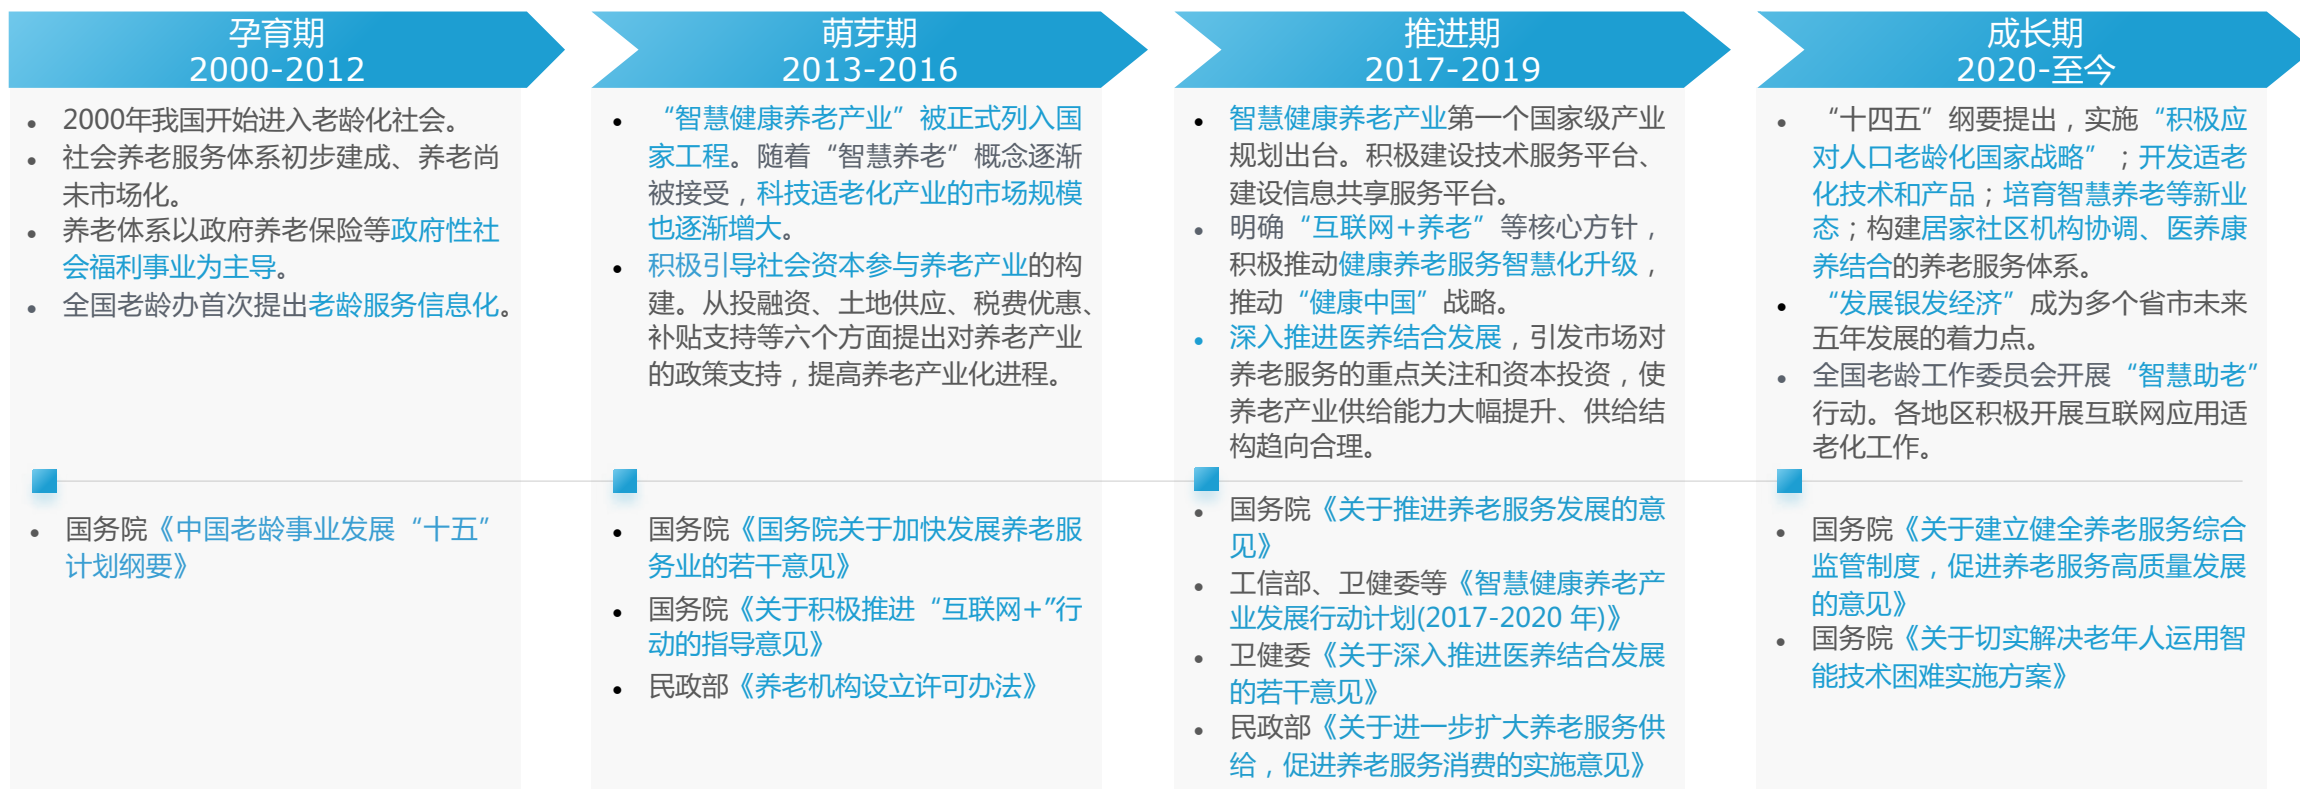 孕育期
2000-2012
2000年我国开始进入老龄化社会。
社会养老服务体系初步建成、养老尚
未市场化。
养老体系以政府养老保险等政府性社
会福利事业为主导。
全国老龄办首次提出老龄服务信息化。
国务院《中国老龄事业发展“十五”
计划纲要》
萌芽期
2013-2016
“智慧健康养老产业”被正式列入国
家工程。随着“智慧养老”概念逐渐
被接受，科技适老化产业的市场规模
也逐渐增大。
积极引导社会资本参与养老产业的构
建。从投融资、土地供应、税费优惠、
补贴支持等六个方面提出对养老产业
的政策支持，提高养老产业化进程。
国务院《国务院关于加快发展养老服
务业的若干意见》
国务院《关于积极推进“互联网+”行
动的指导意见》
民政部《养老机构设立许可办法》
推进期
2017-2019
智慧健康养老产业第一个国家级产业
规划出台。积极建设技术服务平台、
建设信息共享服务平台。
明确“互联网+养老”等核心方针，
积极推动健康养老服务智慧化升级，
推动“健康中国”战略。
深入推进医养结合发展，引发市场对
养老服务的重点关注和资本投资，使
养老产业供给能力大幅提升、供给结
构趋向合理。
国务院《关于推进养老服务发展的意
见》
工信部、卫健委等《智慧健康养老产
业发展行动计划(2017-2020 年)》
卫健委《关于深入推进医养结合发展
的若干意见》
民政部《关于进一步扩大养老服务供
给，促进养老服务消费的实施意见》
成长期
2020-至今
“十四五”纲要提出，实施“积极应
对人口老龄化国家战略”；开发适老
化技术和产品；培育智慧养老等新业
态；构建居家社区机构协调、医养康
养结合的养老服务体系。
“发展银发经济”成为多个省市未来
五年发展的着力点。
全国老龄工作委员会开展“智慧助老”
行动。各地区积极开展互联网应用适
老化工作。
国务院《关于建立健全养老服务综合
监管制度，促进养老服务高质量发展
的意见》
国务院《关于切实解决老年人运用智
能技术困难实施方案》